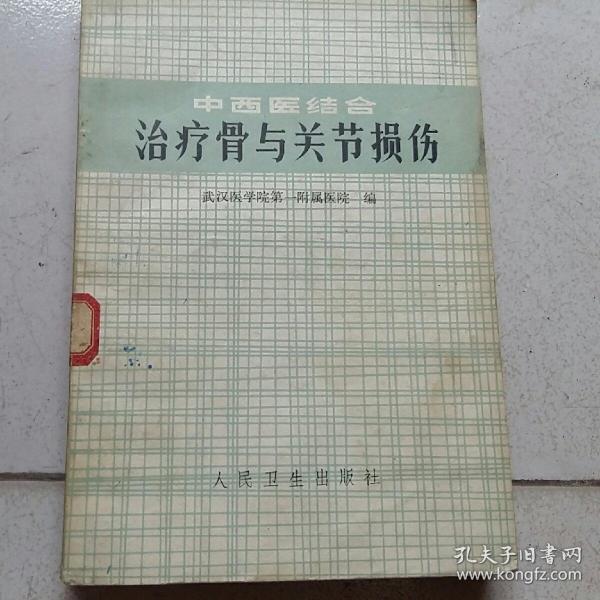 中西医结合
治疗骨与关节损伤
武汉医学院第一附属医院 编
人民卫生出版社
孔夫子旧书网
www.kongfz.com